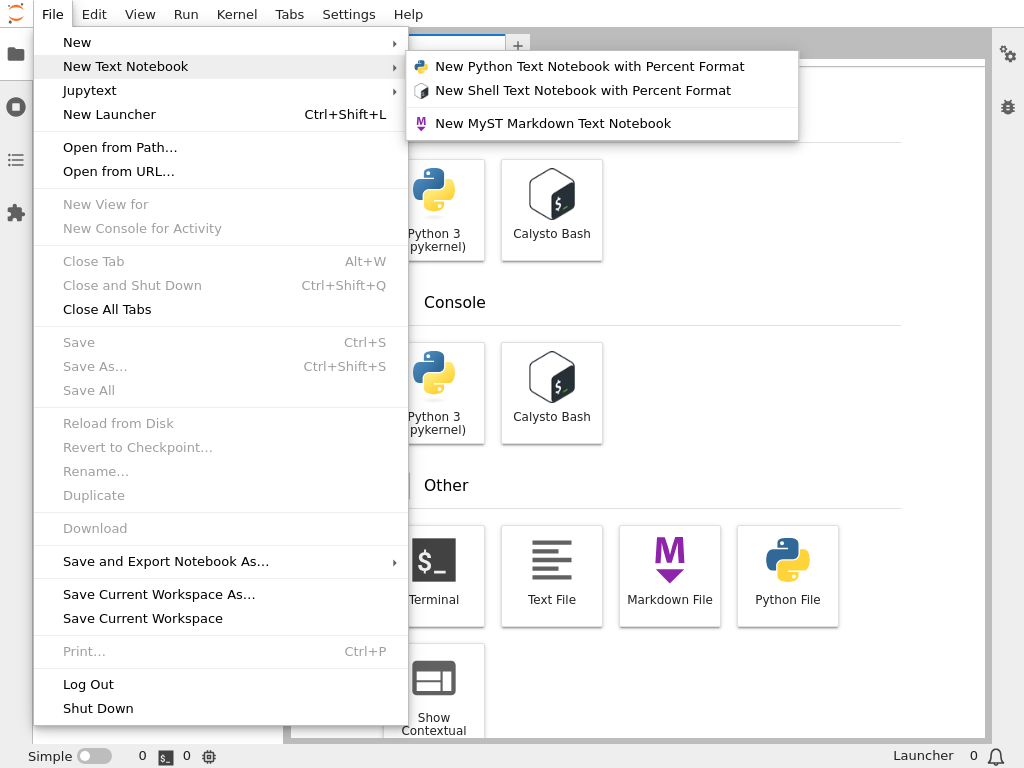 File Edit View Run Kernel Tabs Settings Help
New
New Text Notebook
Jupytext
New Launcher Ctrl+Shift+L
Open from Path…
Open from URL…
New View for
New Console for Activity
Close Tab Alt+W
Close and Shut Down Ctrl+Shift+Q
Close All Tabs
Save Ctrl+S
Save As… Ctrl+Shift+S
Save All
Reload from Disk
Revert to Checkpoint…
Rename…
Duplicate
Download
Save and Export Notebook As…
Save Current Workspace As…
Save Current Workspace
Print… Ctrl+P
Log Out
Shut Down
New Python Text Notebook with Percent Format
New Shell Text Notebook with Percent Format
New MyST Markdown Text Notebook
Python 3
pykernel)
Calysto Bash
Console
Python 3
pykernel)
Calysto Bash
Other
Terminal
Text File
Markdown File
Python File
Show
Contextual
Simple 0 0 Launcher 0